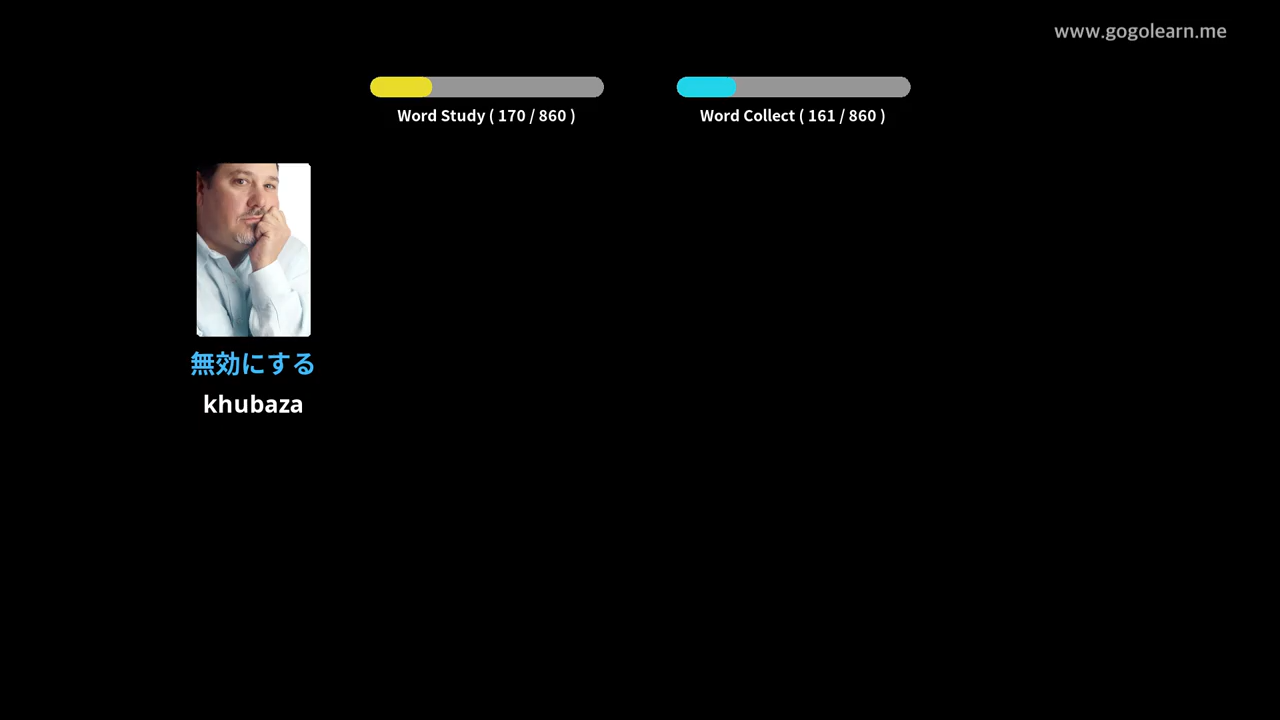 www.gogolearn.me
Word Study ( 170 / 860 )
Word Collect ( 161 / 860 )
無効にする
khubaza